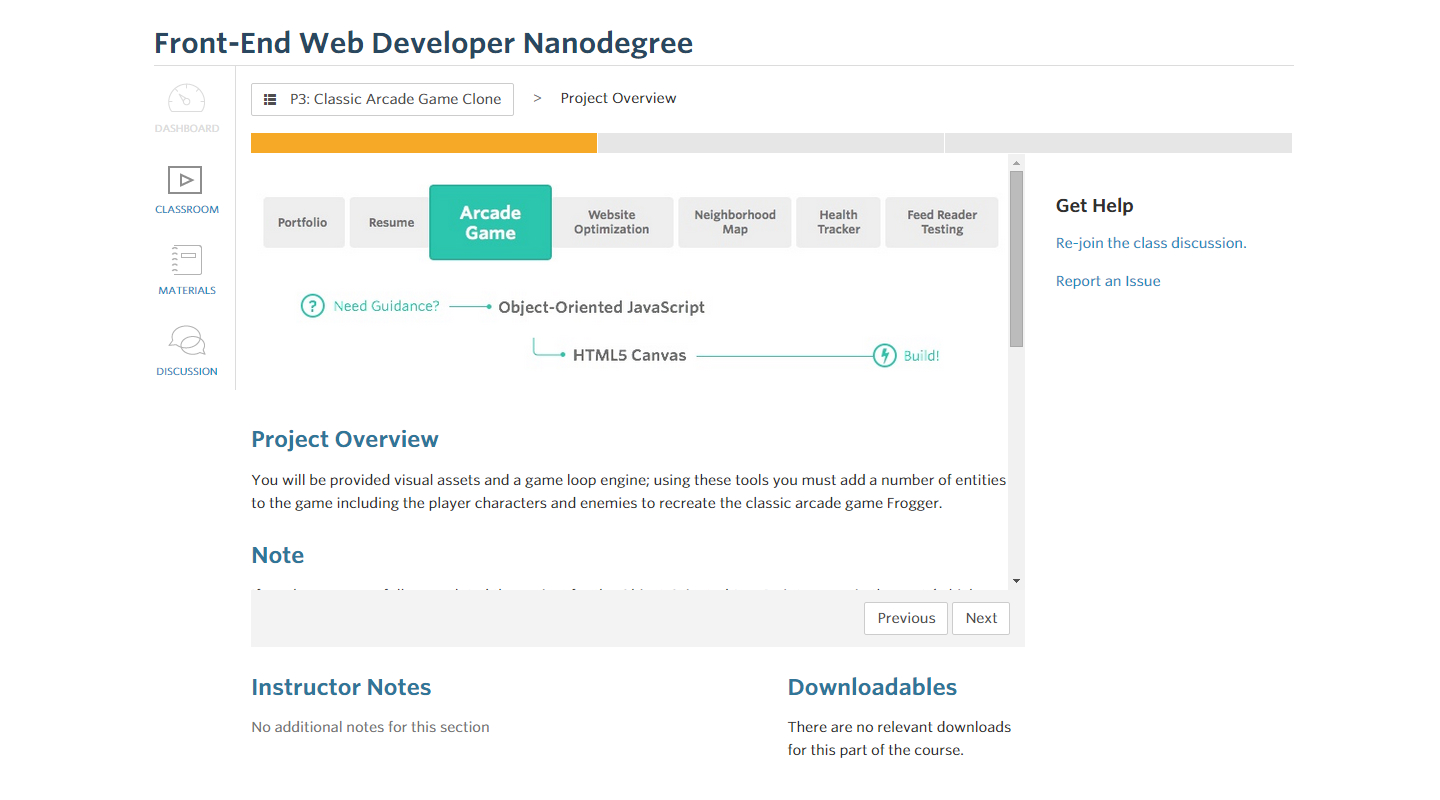 Front-End Web Developer Nanodegree
DASHBOARD
CLASSROOM
MATERIALS
DISCUSSION
P3: Classic Arcade Game Clone > Project Overview
Portfolio
Resume
Arcade
Game
Website
Optimization
Neighborhood
Map
Health
Tracker
Feed Reader
Testing
? Need Guidance?
Object-Oriented JavaScript
HTML5 Canvas
Build!
Project Overview
You will be provided visual assets and a game loop engine; using these tools you must add a number of entities
to the game including the player characters and enemies to recreate the classic arcade game Frogger.
Note
Previous
Next
Get Help
Re-join the class discussion.
Report an Issue
Instructor Notes
No additional notes for this section
Downloadables
There are no relevant downloads
for this part of the course.